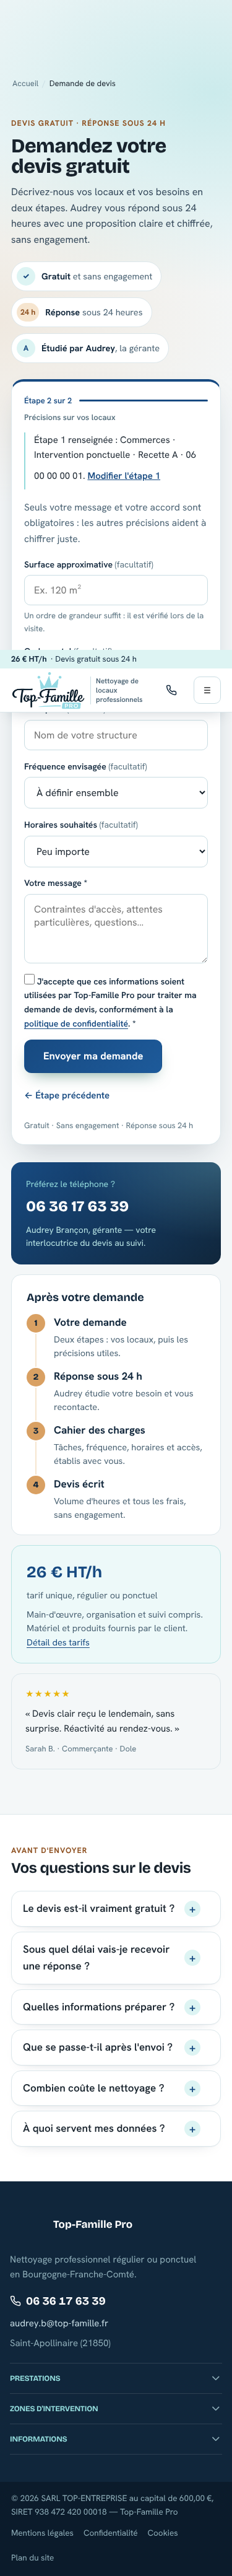 Accueil / Demande de devis
DEVIS GRATUIT · RÉPONSE SOUS 24 H
Demandez votre
devis gratuit
Décrivez-nous vos locaux et vos besoins en
deux étapes. Audrey vous répond sous 24
heures avec une proposition claire et chiffrée,
sans engagement.
✓ Gratuit et sans engagement
24 h Réponse sous 24 heures
A Étudié par Audrey, la gérante
Étape 2 sur 2
Précisions sur vos locaux
Étape 1 renseignée : Commerces ·
Intervention ponctuelle · Recette A · 06
00 00 00 01. Modifier l'étape 1
Seuls votre message et votre accord sont
obligatoires : les autres précisions aident à
chiffrer juste.
Surface approximative (facultatif)
Ex. 120 m²
Un ordre de grandeur suffit : il est vérifié lors de la
visite.
26 € HT/h · Devis gratuit sous 24 h
Top-Famille
PRO
Nettoyage de
locaux
professionnels
Nom de votre structure
Fréquence envisagée (facultatif)
À définir ensemble
Horaires souhaités (facultatif)
Peu importe
Votre message *
Contraintes d'accès, attentes
particulières, questions...
J'accepte que ces informations soient
utilisées par Top-Famille Pro pour traiter ma
demande de devis, conformément à la
politique de confidentialité. *
Envoyer ma demande
← Étape précédente
Gratuit · Sans engagement · Réponse sous 24 h
Préférez le téléphone ?
06 36 17 63 39
Audrey Brançon, gérante — votre
interlocutrice du devis au suivi.
Après votre demande
1 Votre demande
Deux étapes : vos locaux, puis les
précisions utiles.
2 Réponse sous 24 h
Audrey étudie votre besoin et vous
recontacte.
3 Cahier des charges
Tâches, fréquence, horaires et accès,
établis avec vous.
4 Devis écrit
Volume d'heures et tous les frais,
sans engagement.
26 € HT/h
tarif unique, régulier ou ponctuel
Main-d'œuvre, organisation et suivi compris.
Matériel et produits fournis par le client.
Détail des tarifs
★★★★★
« Devis clair reçu le lendemain, sans
surprise. Réactivité au rendez-vous. »
Sarah B. · Commerçante · Dole
AVANT D'ENVOYER
Vos questions sur le devis
Le devis est-il vraiment gratuit ? +
Sous quel délai vais-je recevoir
une réponse ? +
Quelles informations préparer ? +
Que se passe-t-il après l'envoi ? +
Combien coûte le nettoyage ? +
À quoi servent mes données ? +
Top-Famille Pro
Nettoyage professionnel régulier ou ponctuel
en Bourgogne-Franche-Comté.
06 36 17 63 39
audrey.b@top-famille.fr
Saint-Apollinaire (21850)
PRESTATIONS
ZONES D'INTERVENTION
INFORMATIONS
© 2026 SARL TOP-ENTREPRISE au capital de 600,00 €,
SIRET 938 472 420 00018 — Top-Famille Pro
Mentions légales Confidentialité Cookies
Plan du site